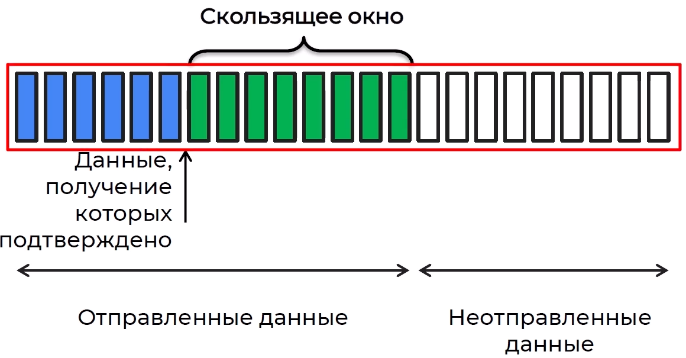 Скользящее окно
Данные,
получение
которых
подтверждено
Отправленные данные
Неотправленные
данные